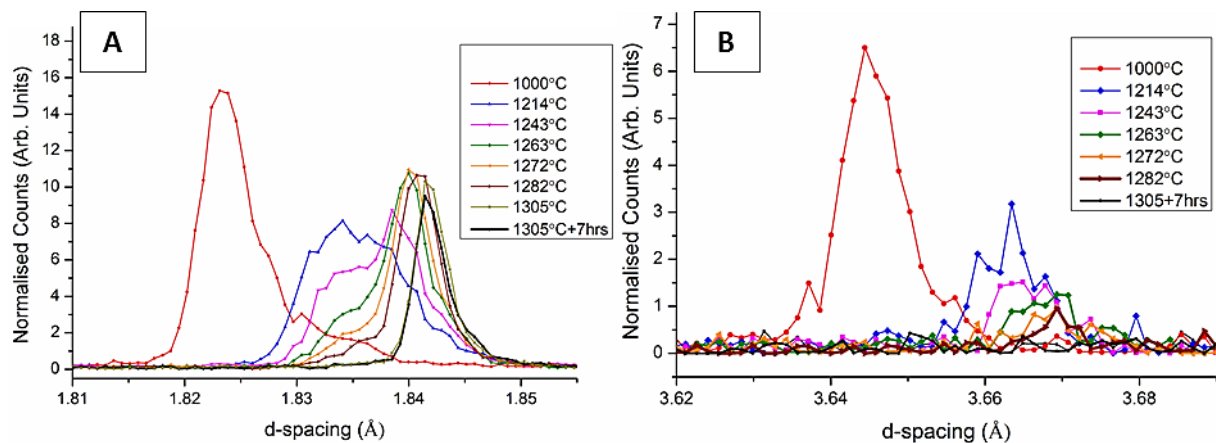 A
Normalised Counts (Arb. Units)
18
16
14
12
10
8
6
4
2
0
1000°C
1214°C
1243°C
1263°C
1272°C
1282°C
1305°C
1305°C+7hrs
1.81 1.82 1.83 1.84 1.85
d-spacing (Å)
B
Normalised Counts (Arb. Units)
7
6
5
4
3
2
1
0
1000°C
1214°C
1243°C
1263°C
1272°C
1282°C
1305+7hrs
3.62 3.64 3.66 3.68
d-spacing (Å)